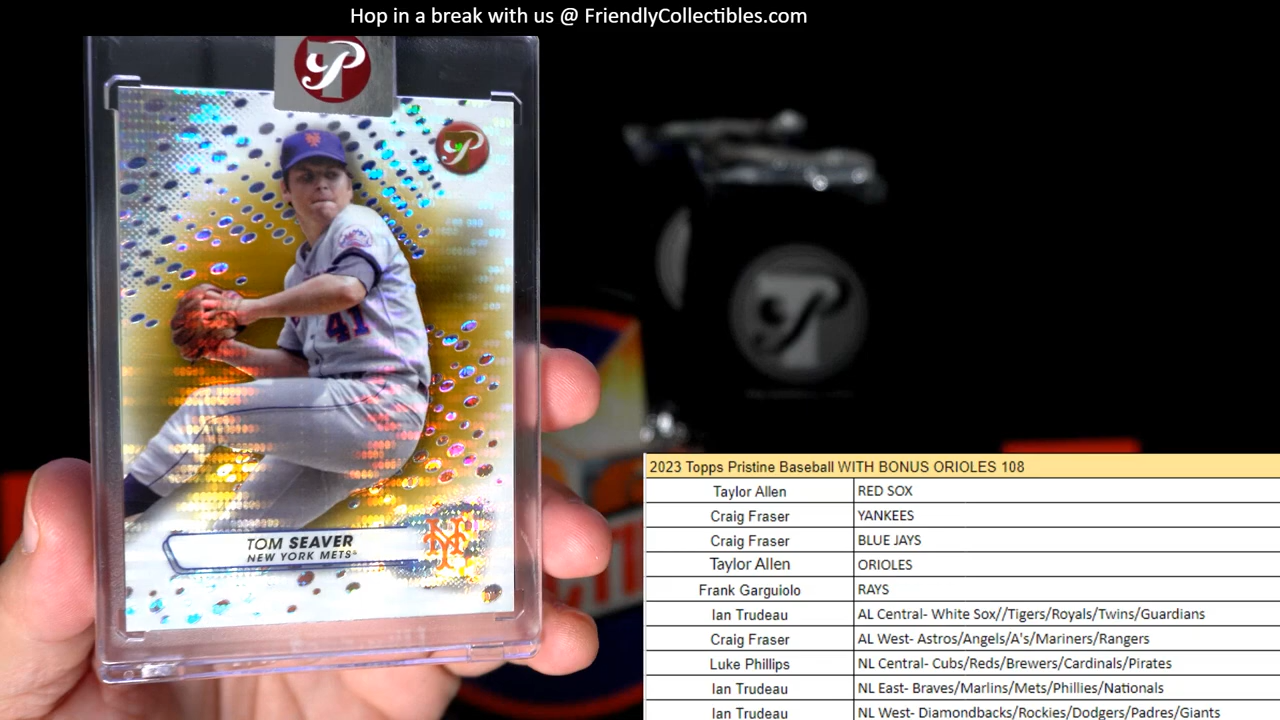 Hop in a break with us @ FriendlyCollectibles.com
P
P
41
TOM SEAVER
NEW YORK METS
NY
2023 Topps Pristine Baseball WITH BONUS ORIOLES 108
Taylor Allen RED SOX
Craig Fraser YANKEES
Craig Fraser BLUE JAYS
Taylor Allen ORIOLES
Frank Garguiolo RAYS
Ian Trudeau AL Central- White Sox//Tigers/Royals/Twins/Guardians
Craig Fraser AL West- Astros/Angels/A's/Mariners/Rangers
Luke Phillips NL Central- Cubs/Reds/Brewers/Cardinals/Pirates
Ian Trudeau NL East- Braves/Marlins/Mets/Phillies/Nationals
Ian Trudeau NL West- Diamondbacks/Rockies/Dodgers/Padres/Giants